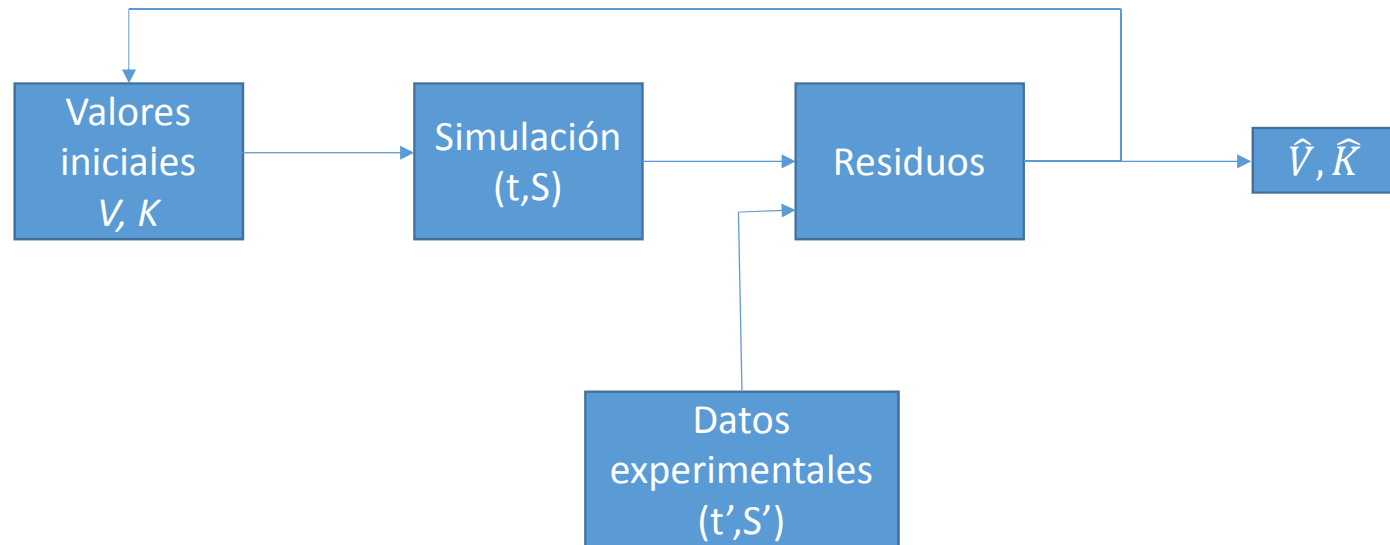 Valores
iniciales
V, K
Simulación
(t,S)
Residuos
V̂, K̂
Datos
experimentales
(t’,S’)